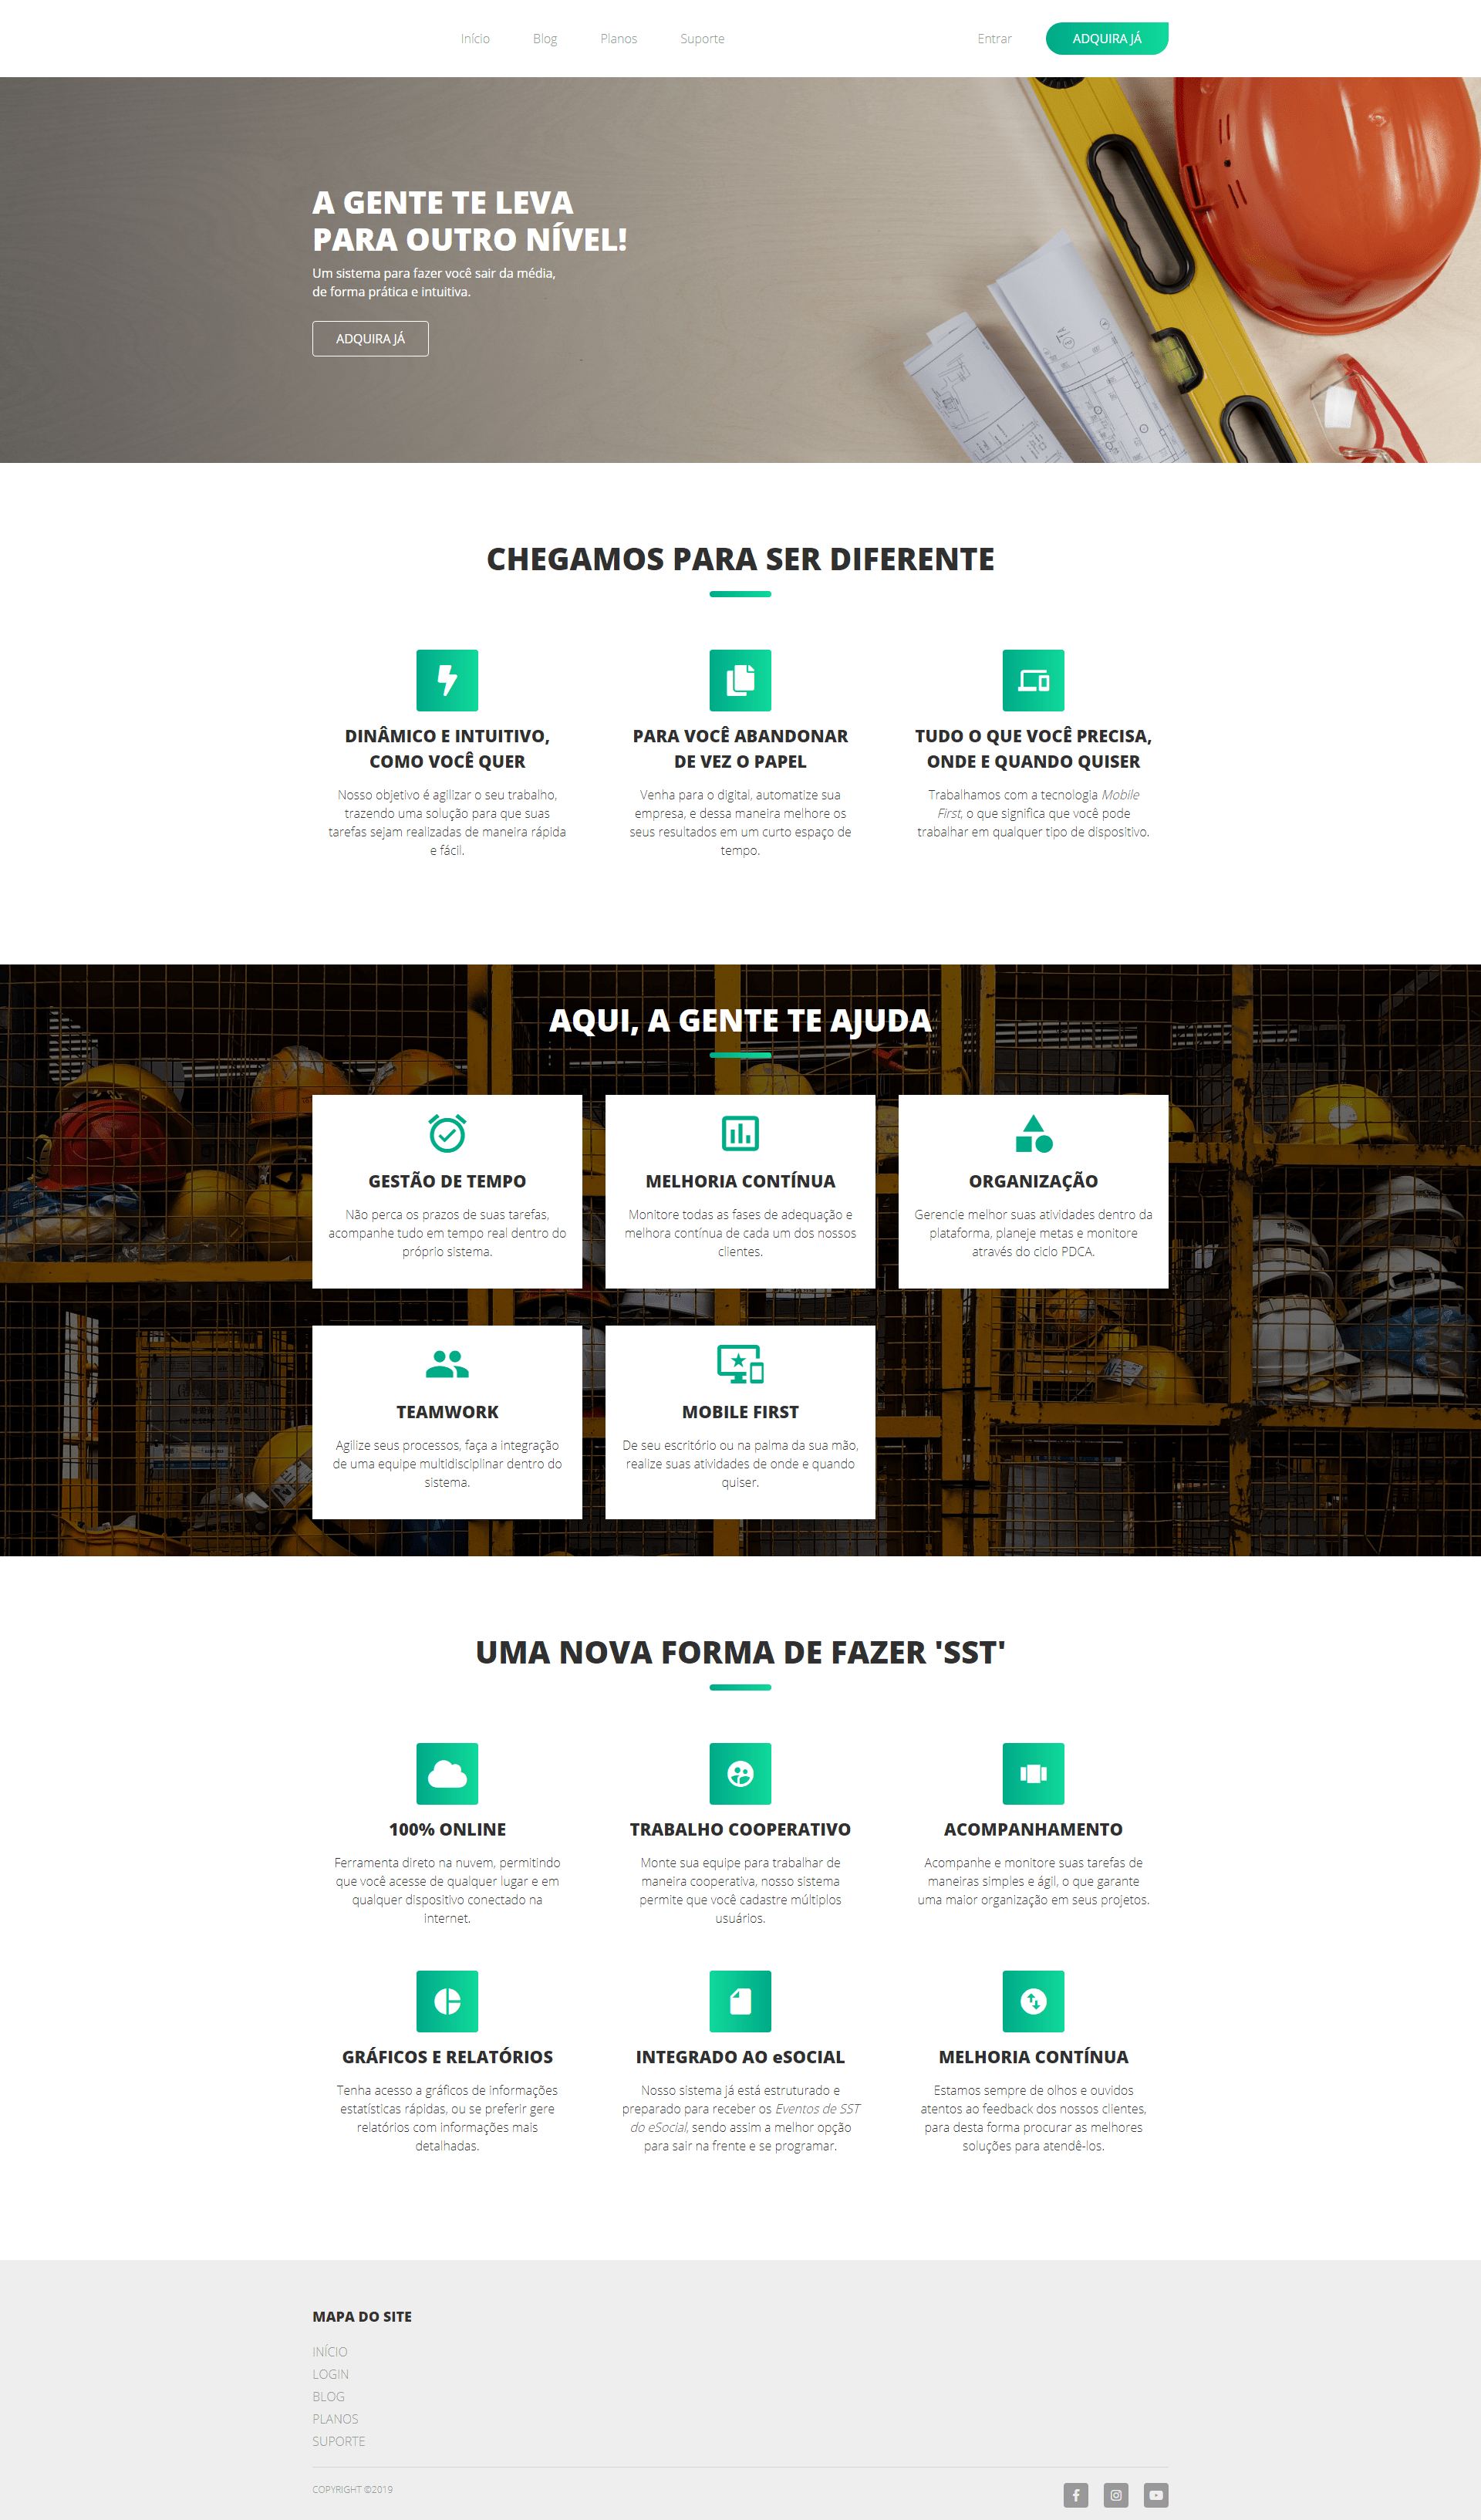 Início Blog Planos Suporte Entrar ADQUIRA JÁ
A GENTE TE LEVA
PARA OUTRO NÍVEL!
Um sistema para fazer você sair da média,
de forma prática e intuitiva.
ADQUIRA JÁ
CHEGAMOS PARA SER DIFERENTE
DINÂMICO E INTUITIVO,
COMO VOCÊ QUER
Nosso objetivo é agilizar o seu trabalho,
trazendo uma solução para que suas
tarefas sejam realizadas de maneira rápida
e fácil.
PARA VOCÊ ABANDONAR
DE VEZ O PAPEL
Venha para o digital, automatize sua
empresa, e dessa maneira melhore os
seus resultados em um curto espaço de
tempo.
TUDO O QUE VOCÊ PRECISA,
ONDE E QUANDO QUISER
Trabalhamos com a tecnologia Mobile
First, o que significa que você pode
trabalhar em qualquer tipo de dispositivo.
AQUI, A GENTE TE AJUDA
GESTÃO DE TEMPO
Não perca os prazos de suas tarefas,
acompanhe tudo em tempo real dentro do
próprio sistema.
MELHORIA CONTÍNUA
Monitore todas as fases de adequação e
melhora contínua de cada um dos nossos
clientes.
ORGANIZAÇÃO
Gerencie melhor suas atividades dentro da
plataforma, planeje metas e monitore
através do ciclo PDCA.
TEAMWORK
Agilize seus processos, faça a integração
de uma equipe multidisciplinar dentro do
sistema.
MOBILE FIRST
De seu escritório ou na palma da sua mão,
realize suas atividades de onde e quando
quiser.
UMA NOVA FORMA DE FAZER 'SST'
100% ONLINE
Ferramenta direto na nuvem, permitindo
que você acesse de qualquer lugar e em
qualquer dispositivo conectado na
internet.
TRABALHO COOPERATIVO
Monte sua equipe para trabalhar de
maneira cooperativa, nosso sistema
permite que você cadastre múltiplos
usuários.
ACOMPANHAMENTO
Acompanhe e monitore suas tarefas de
maneiras simples e ágil, o que garante
uma maior organização em seus projetos.
GRÁFICOS E RELATÓRIOS
Tenha acesso a gráficos de informações
estatísticas rápidas, ou se preferir gere
relatórios com informações mais
detalhadas.
INTEGRADO AO eSOCIAL
Nosso sistema já está estruturado e
preparado para receber os Eventos de SST
do eSocial, sendo assim a melhor opção
para sair na frente e se programar.
MELHORIA CONTÍNUA
Estamos sempre de olhos e ouvidos
atentos ao feedback dos nossos clientes,
para desta forma procurar as melhores
soluções para atendê-los.
MAPA DO SITE
INÍCIO
LOGIN
BLOG
PLANOS
SUPORTE
COPYRIGHT ©2019